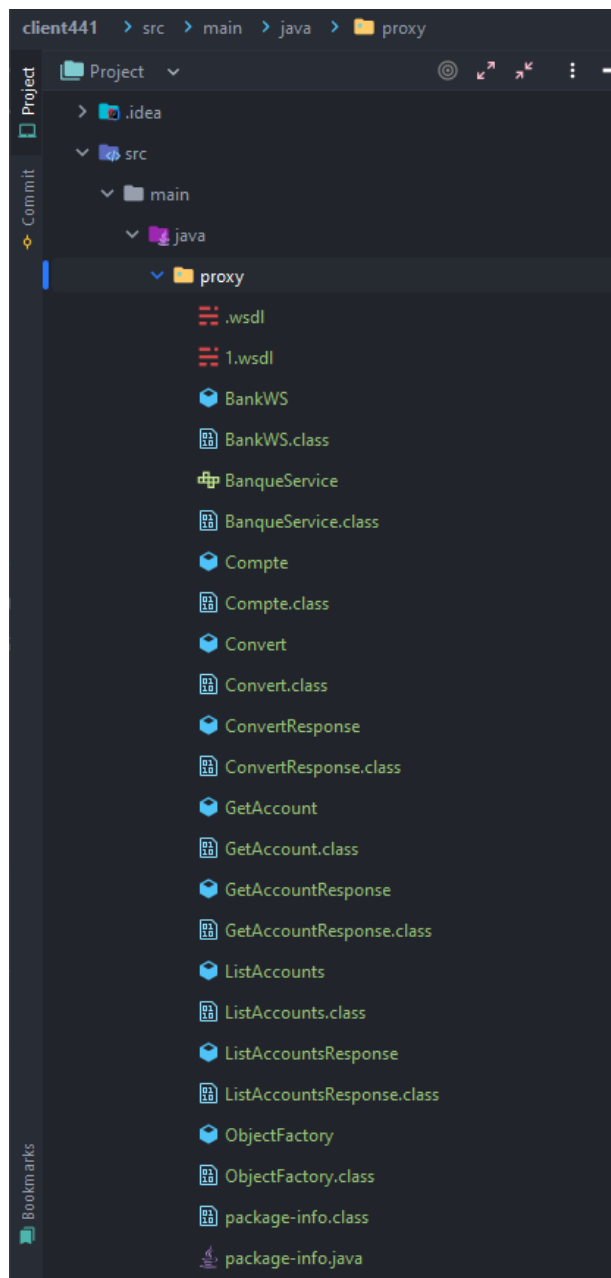 client441 > src > main > java > proxy
Project
Project
Commit
Bookmarks
.idea
src
main
java
proxy
.wsdl
1.wsdl
BankWS
BankWS.class
BanqueService
BanqueService.class
Compte
Compte.class
Convert
Convert.class
ConvertResponse
ConvertResponse.class
GetAccount
GetAccount.class
GetAccountResponse
GetAccountResponse.class
ListAccounts
ListAccounts.class
ListAccountsResponse
ListAccountsResponse.class
ObjectFactory
ObjectFactory.class
package-info.class
package-info.java